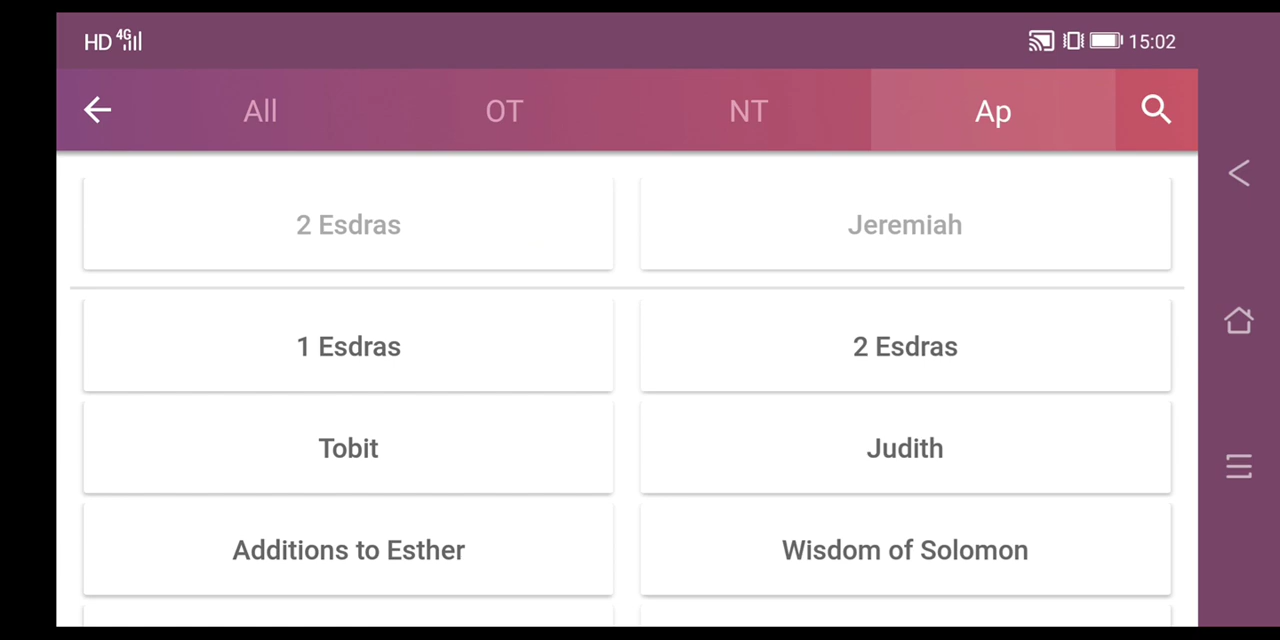 HD 4G 15:02
All OT NT Ap
2 Esdras Jeremiah
1 Esdras 2 Esdras
Tobit Judith
Additions to Esther Wisdom of Solomon